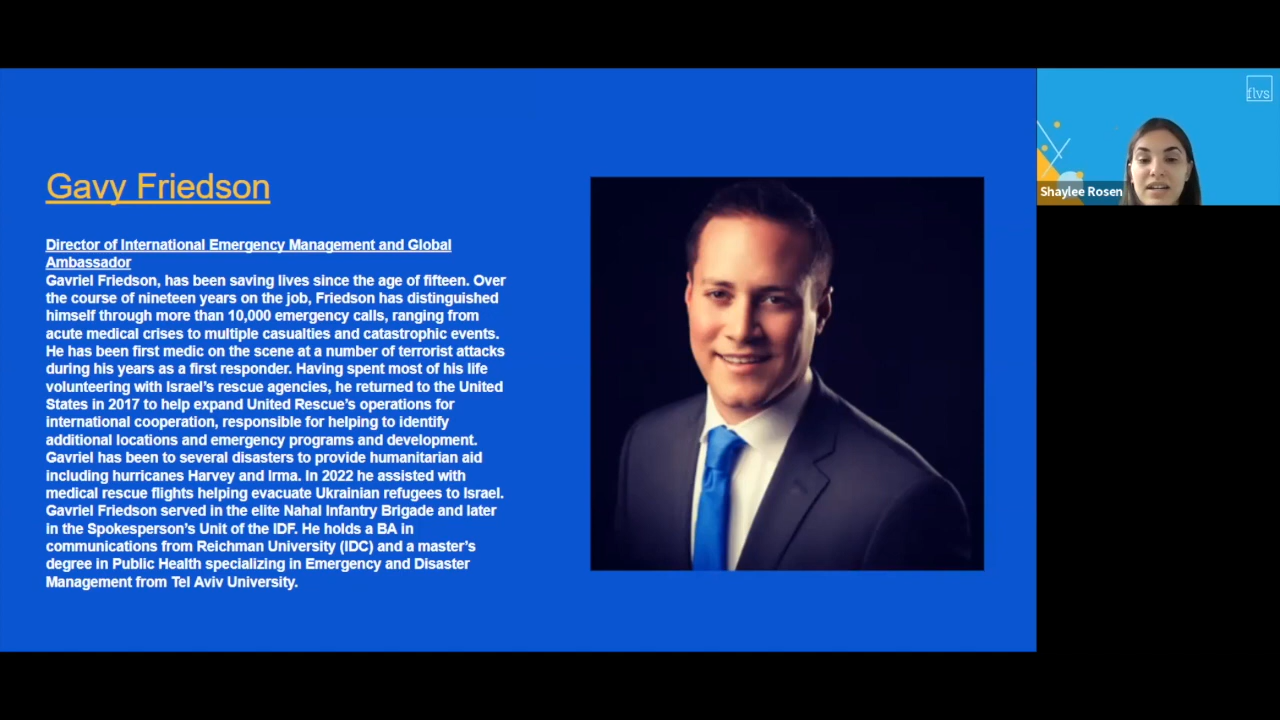 Gavy Friedson
Director of International Emergency Management and Global
Ambassador
Gavriel Friedson, has been saving lives since the age of fifteen. Over
the course of nineteen years on the job, Friedson has distinguished
himself through more than 10,000 emergency calls, ranging from
acute medical crises to multiple casualties and catastrophic events.
He has been first medic on the scene at a number of terrorist attacks
during his years as a first responder. Having spent most of his life
volunteering with Israel’s rescue agencies, he returned to the United
States in 2017 to help expand United Rescue’s operations for
international cooperation, responsible for helping to identify
additional locations and emergency programs and development.
Gavriel has been to several disasters to provide humanitarian aid
including hurricanes Harvey and Irma. In 2022 he assisted with
medical rescue flights helping evacuate Ukrainian refugees to Israel.
Gavriel Friedson served in the elite Nahal Infantry Brigade and later
in the Spokesperson’s Unit of the IDF. He holds a BA in
communications from Reichman University (IDC) and a master’s
degree in Public Health specializing in Emergency and Disaster
Management from Tel Aviv University.
flvs
Shaylee Rosen